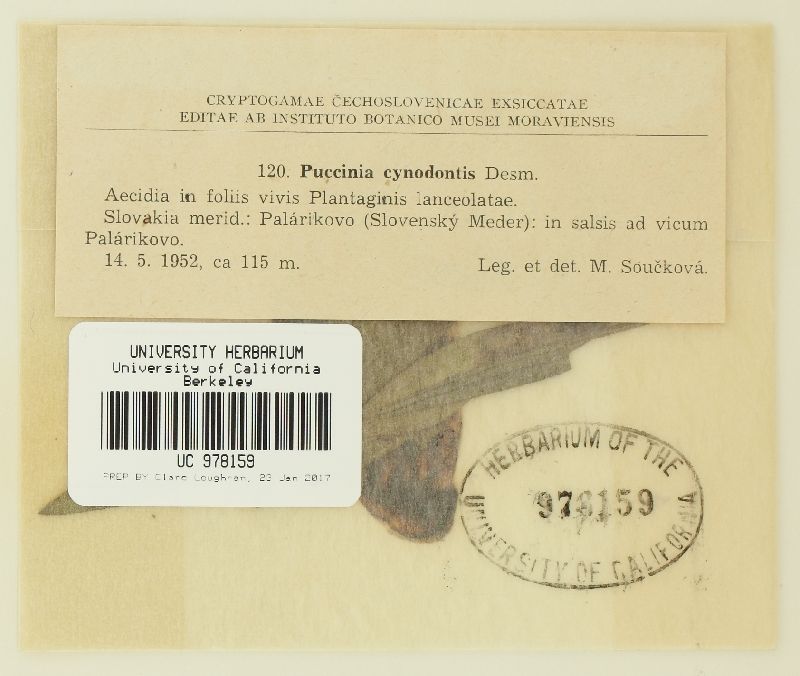 CRYPTOGAMAE ČECHOSLOVENICAE EXSICCATAE
EDITAE AB INSTITUTO BOTANICO MUSEI MORAVIENSIS
120. Puccinia cynodontis Desm.
Aecidia in foliis vivis Plantaginis lanceolatae.
Slovakia merid.: Palárikovo (Slovenský Meder): in salsis ad vicum
Palárikovo.
14. 5. 1952, ca 115 m. Leg. et det. M. Součková.
UNIVERSITY HERBARIUM
University of California
Berkeley
UC 978159
PREP BY Clare Loughran, 23 Jan 2017
HERBARIUM OF THE
978159
UNIVERSITY OF CALIFORNIA